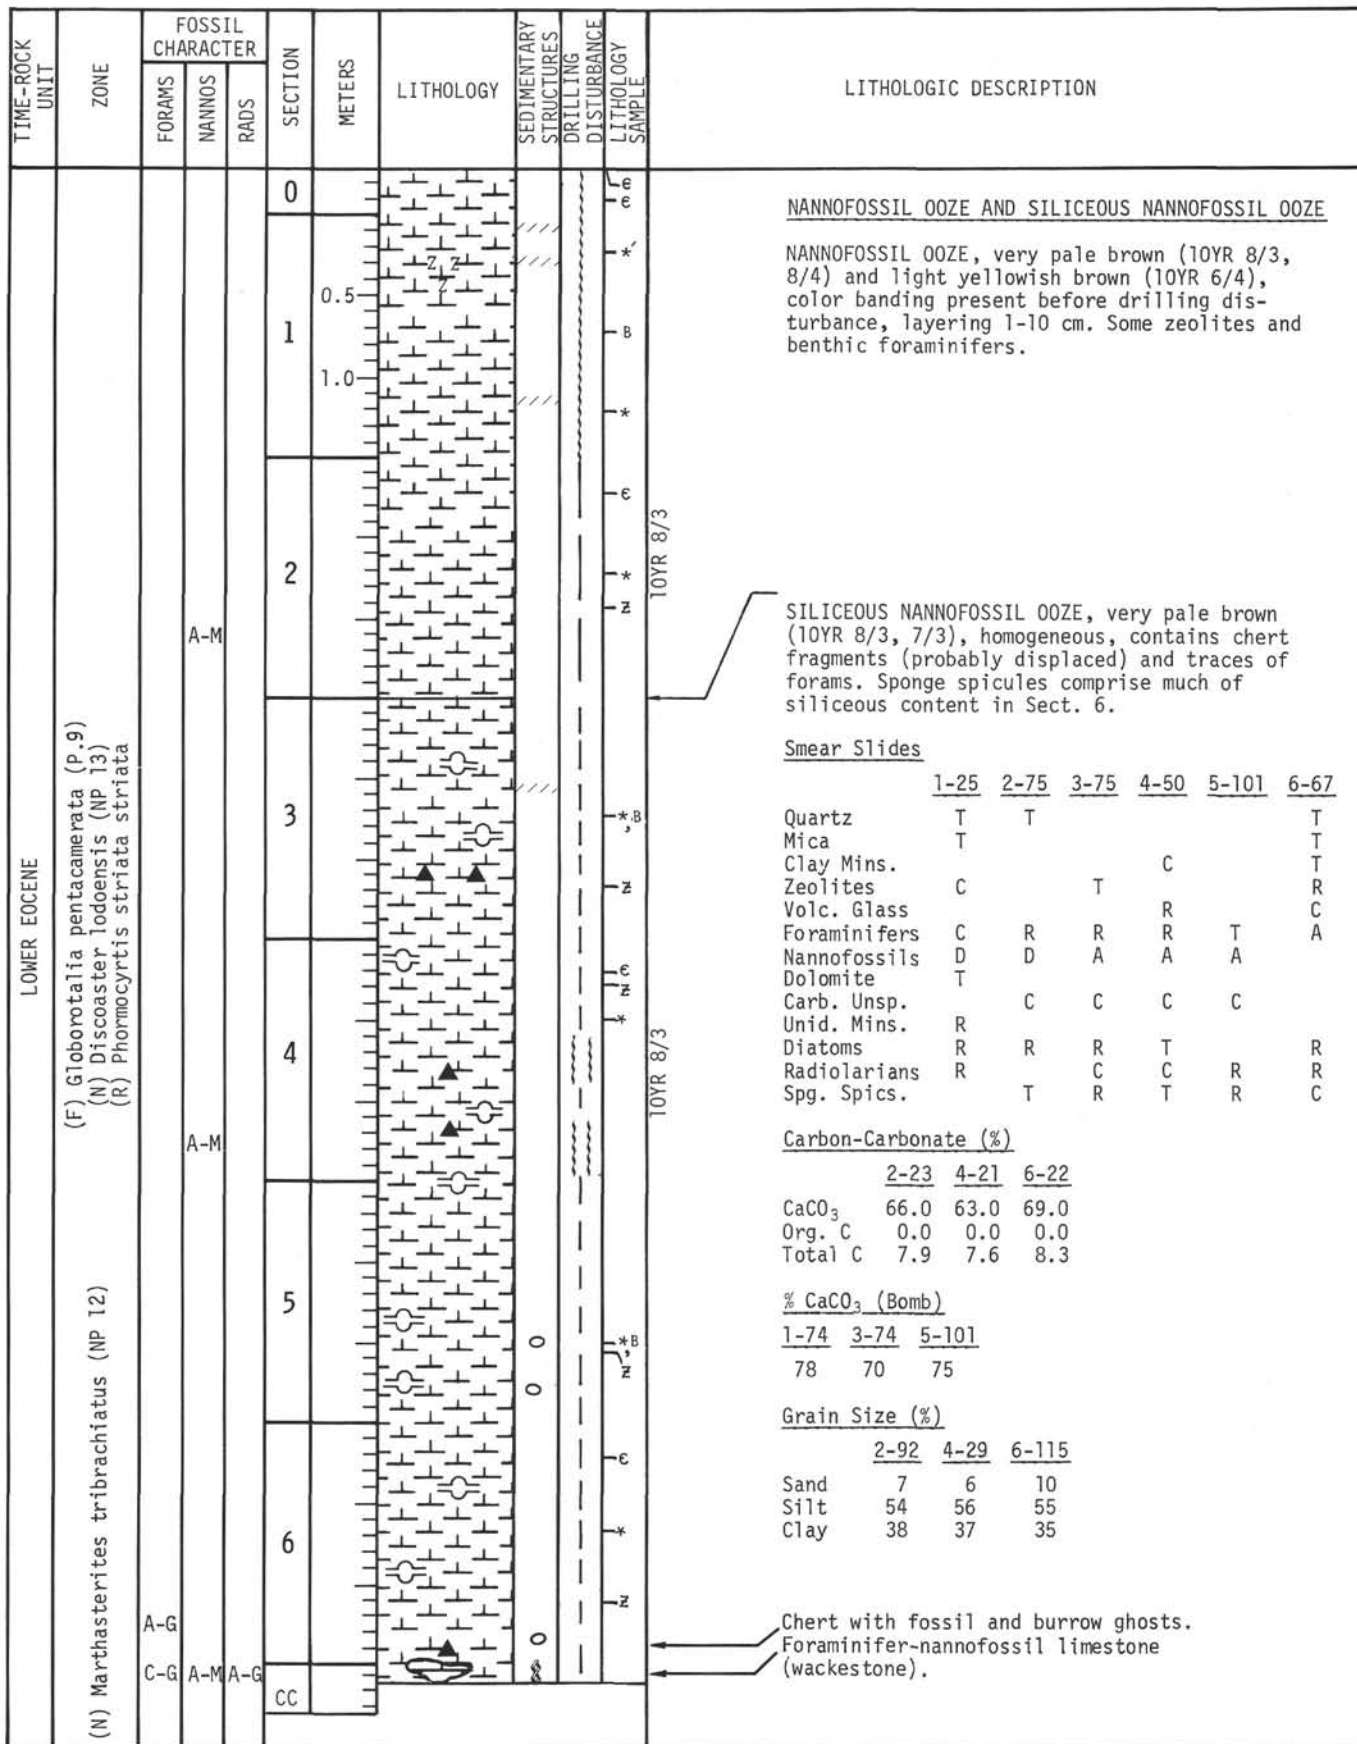 TIME-ROCK UNIT
ZONE
FOSSIL CHARACTER
FORAMS
NANNOS
RADS
SECTION
METERS
LITHOLOGY
SEDIMENTARY STRUCTURES
DRILLING DISTURBANCE
LITHOLOGY SAMPLE
LITHOLOGIC DESCRIPTION
LOWER EOCENE
(F) Globorotalia pentacamerata (P.9)
(N) Discoaster lodoensis (NP 13)
(R) Phormocyrtis striata striata
(N) Marthasterites tribrachiatus (NP 12)
A-M
A-M
A-G
C-G A-M A-G
0
1
2
3
4
5
6
CC
0.5
1.0
Z Z
Z
B
*
*
Z
*,B
Z
Z
*
*,B
Z
*
Z
10YR 8/3
10YR 8/3
NANNOFOSSIL OOZE AND SILICEOUS NANNOFOSSIL OOZE
NANNOFOSSIL OOZE, very pale brown (10YR 8/3,
8/4) and light yellowish brown (10YR 6/4),
color banding present before drilling dis-
turbance, layering 1-10 cm. Some zeolites and
benthic foraminifers.
SILICEOUS NANNOFOSSIL OOZE, very pale brown
(10YR 8/3, 7/3), homogeneous, contains chert
fragments (probably displaced) and traces of
forams. Sponge spicules comprise much of
siliceous content in Sect. 6.
Smear Slides
1-25 2-75 3-75 4-50 5-101 6-67
Quartz T T T
Mica T T
Clay Mins. C T
Zeolites C T R
Volc. Glass R C
Foraminifers C R R R T A
Nannofossils D D A A A
Dolomite T
Carb. Unsp. C C C C
Unid. Mins. R
Diatoms R R R T R
Radiolarians R C C R R
Spg. Spics. T R T R C
Carbon-Carbonate (%)
2-23 4-21 6-22
CaCO₃ 66.0 63.0 69.0
Org. C 0.0 0.0 0.0
Total C 7.9 7.6 8.3
% CaCO₃ (Bomb)
1-74 3-74 5-101
78 70 75
Grain Size (%)
2-92 4-29 6-115
Sand 7 6 10
Silt 54 56 55
Clay 38 37 35
Chert with fossil and burrow ghosts.
Foraminifer-nannofossil limestone
(wackestone).